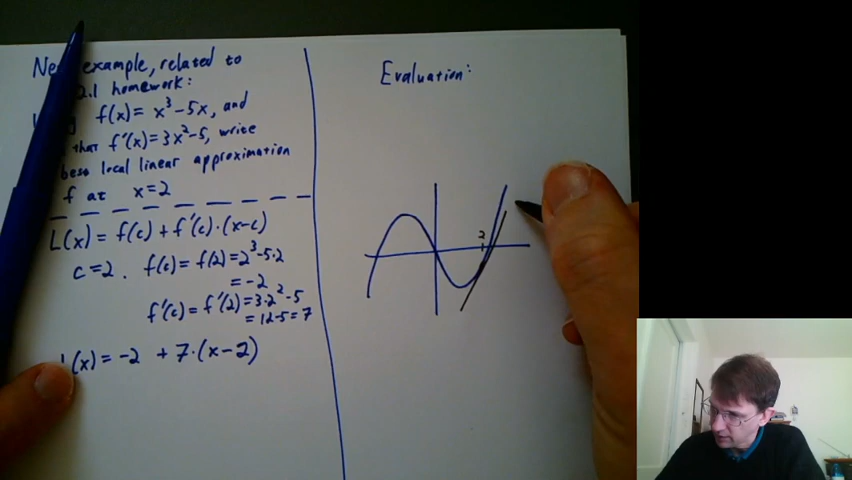 example, related to
2.1 homework:
f(x) = x³ - 5x, and
that f'(x) = 3x² - 5, write
best local linear approximation
f at x = 2
L(x) = f(c) + f'(c)·(x-c)
c = 2. f(c) = f(2) = 2³ - 5·2
= -2
f'(c) = f'(2) = 3·2² - 5
= 12 - 5 = 7
(x) = -2 + 7·(x-2)
Evaluation:
2